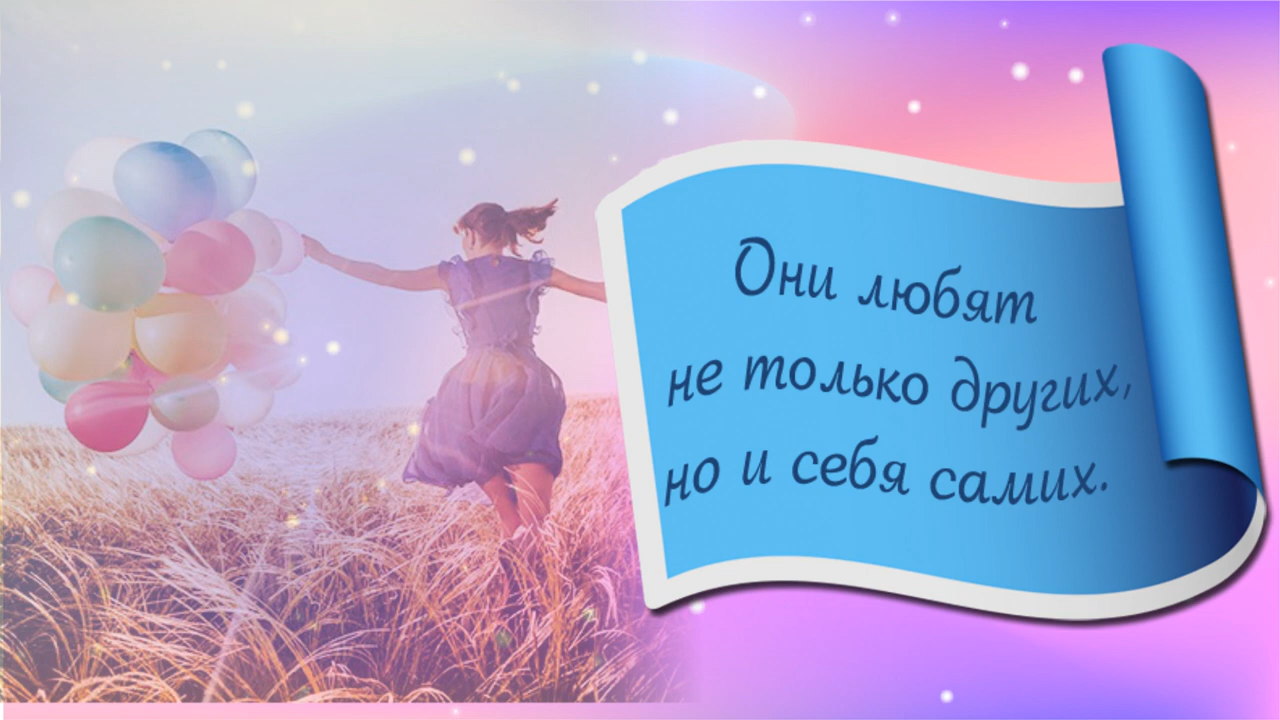 Они любят
не только других,
но и себя самих.